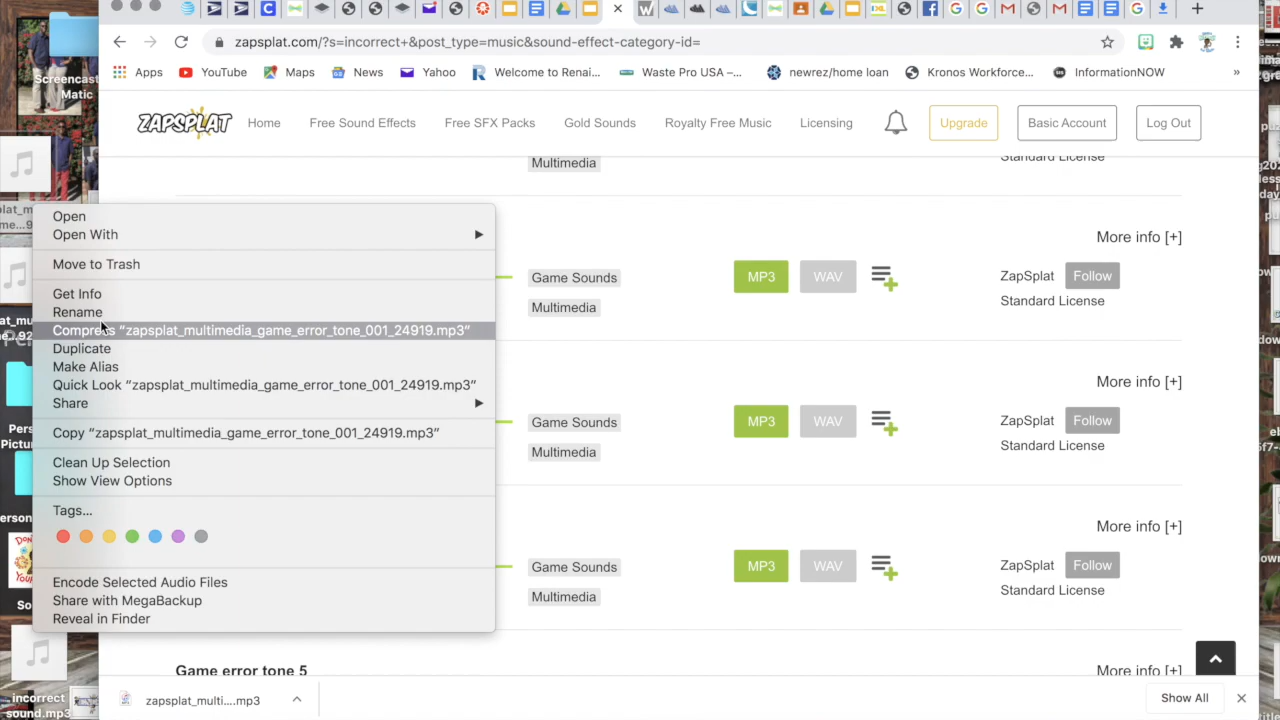 zapsplat.com/?s=incorrect+&post_type=music&sound-effect-category-id=
Apps YouTube Maps News Yahoo Welcome to Renai... Waste Pro USA –... newrez/home loan Kronos Workforce... InformationNOW »
Screencast
Matic
ZAPSPLAT Home Free Sound Effects Free SFX Packs Gold Sounds Royalty Free Music Licensing Upgrade Basic Account Log Out
Multimedia Standard License
More info [+]
Game Sounds MP3 WAV ZapSplat Follow
Multimedia Standard License
More info [+]
Game Sounds MP3 WAV ZapSplat Follow
Multimedia Standard License
More info [+]
Game Sounds MP3 WAV ZapSplat Follow
Multimedia Standard License
Game error tone 5 More info [+]
Open
Open With
Move to Trash
Get Info
Rename
Compress “zapsplat_multimedia_game_error_tone_001_24919.mp3”
Duplicate
Make Alias
Quick Look “zapsplat_multimedia_game_error_tone_001_24919.mp3”
Share
Copy “zapsplat_multimedia_game_error_tone_001_24919.mp3”
Clean Up Selection
Show View Options
Tags...
Encode Selected Audio Files
Share with MegaBackup
Reveal in Finder
Pers
Pictur
person
So
incorrect
sound.mp3
zapsplat_multi....mp3 Show All